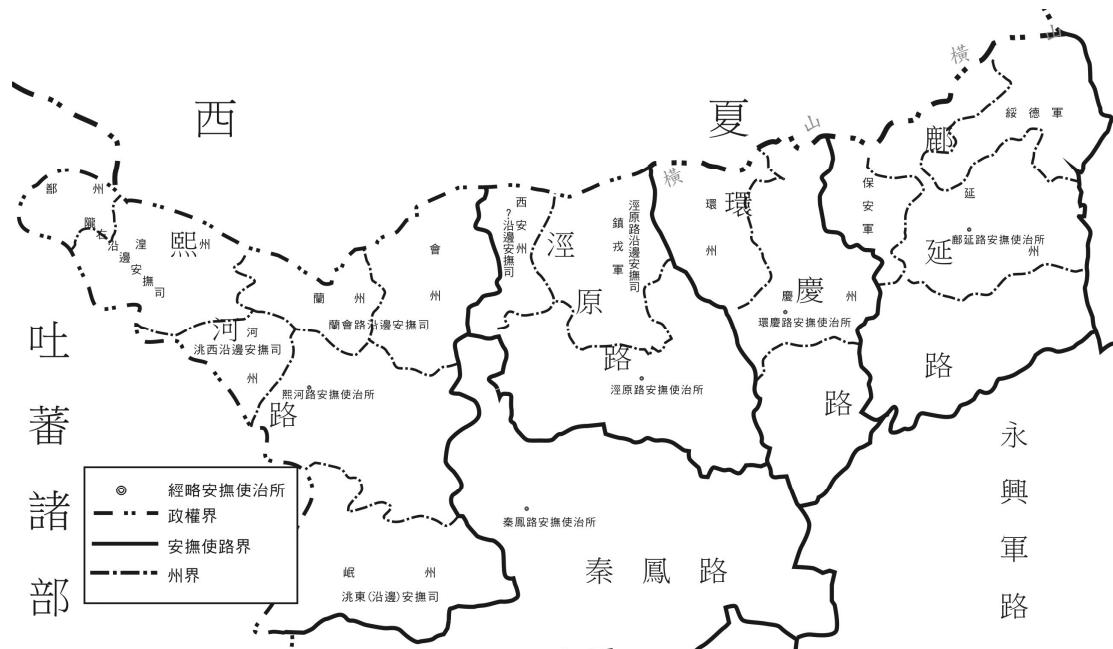 西夏
橫山
橫山
吐蕃諸部
永興軍路
熙河路
涇原路
環慶路
鄜延路
秦鳳路
鄯州
隴右沿邊安撫司
湟州
蘭州
蘭會路沿邊安撫司
會州
河州
洮西沿邊安撫司
熙河路安撫使治所
岷州
洮東(沿邊)安撫司
西安州
?沿邊安撫司
鎮戎軍
涇原路沿邊安撫司
涇原路安撫使治所
秦鳳路安撫使治所
環州
慶州
環慶路安撫使治所
保安軍
延州
鄜延路安撫使治所
綏德軍
經略安撫使治所
政權界
安撫使路界
州界